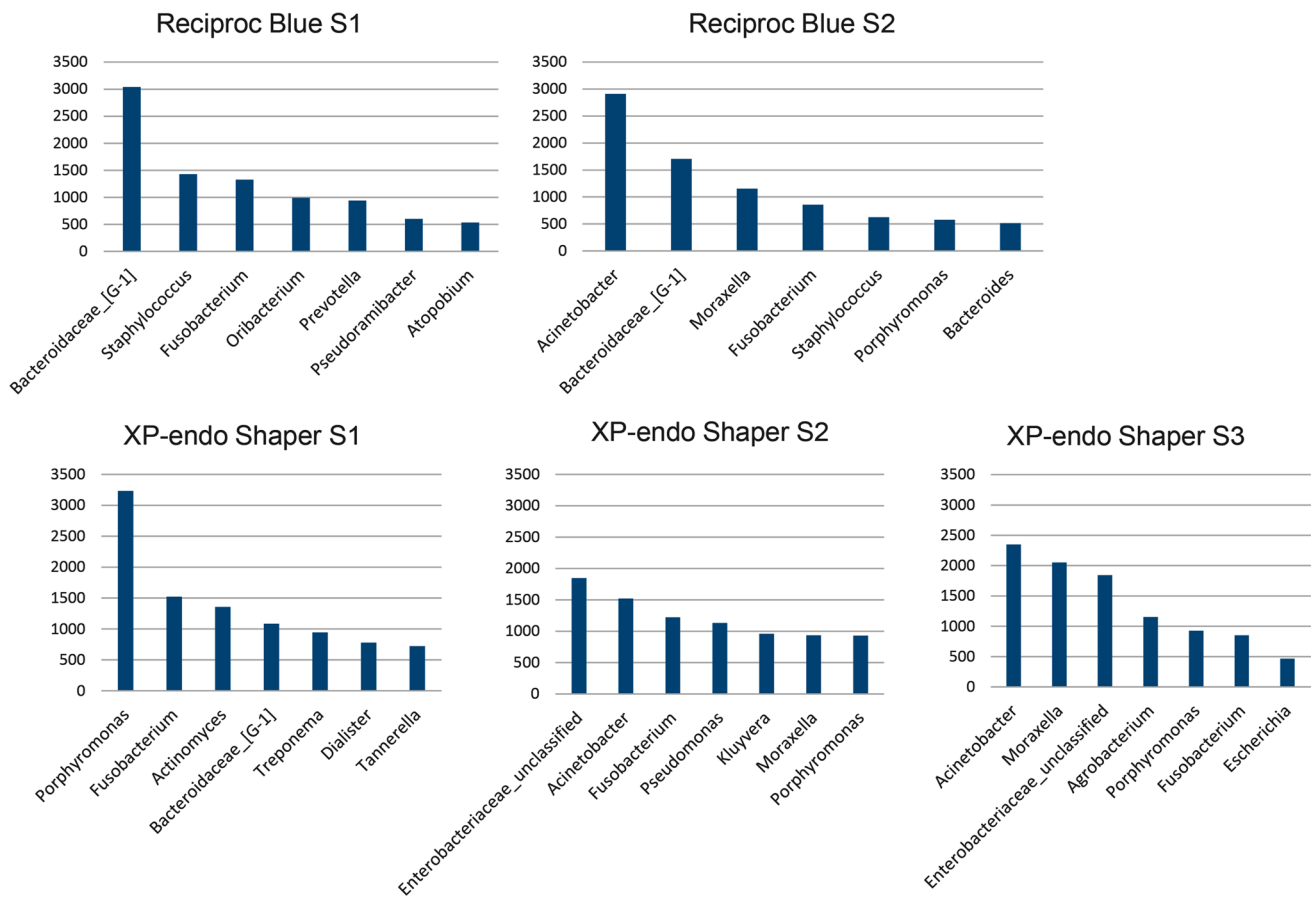 Reciproc Blue S1
3500
3000
2500
2000
1500
1000
500
0
Bacteroidaceae_[G-1]
Staphylococcus
Fusobacterium
Oribacterium
Prevotella
Pseudoramibacter
Atopobium
Reciproc Blue S2
3500
3000
2500
2000
1500
1000
500
0
Acinetobacter
Bacteroidaceae_[G-1]
Moraxella
Fusobacterium
Staphylococcus
Porphyromonas
Bacteroides
XP-endo Shaper S1
3500
3000
2500
2000
1500
1000
500
0
Porphyromonas
Fusobacterium
Actinomyces
Bacteroidaceae_[G-1]
Treponema
Dialister
Tannerella
XP-endo Shaper S2
3500
3000
2500
2000
1500
1000
500
0
Enterobacteriaceae_unclassified
Acinetobacter
Fusobacterium
Pseudomonas
Kluyvera
Moraxella
Porphyromonas
XP-endo Shaper S3
3500
3000
2500
2000
1500
1000
500
0
Acinetobacter
Moraxella
Enterobacteriaceae_unclassified
Agrobacterium
Porphyromonas
Fusobacterium
Escherichia